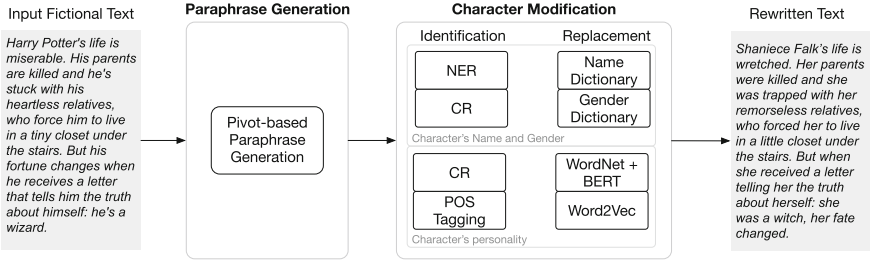 Input Fictional Text
Harry Potter's life is
miserable. His parents
are killed and he's
stuck with his
heartless relatives,
who force him to live
in a tiny closet under
the stairs. But his
fortune changes when
he receives a letter
that tells him the truth
about himself: he's a
wizard.
Paraphrase Generation
Pivot-based
Paraphrase
Generation
Character Modification
Identification
Replacement
NER
Name
Dictionary
CR
Gender
Dictionary
Character's Name and Gender
CR
WordNet +
BERT
POS
Tagging
Word2Vec
Character's personality
Rewritten Text
Shaniece Falk's life is
wretched. Her parents
were killed and she
was trapped with her
remorseless relatives,
who forced her to live
in a little closet under
the stairs. But when
she received a letter
telling her the truth
about herself: she
was a witch, her fate
changed.